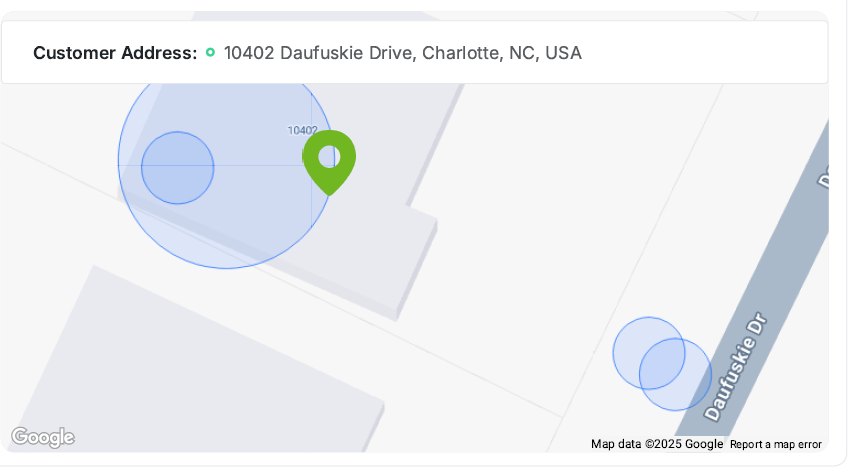 Customer Address: 10402 Daufuskie Drive, Charlotte, NC, USA
10402
Daufuskie Dr
Google
Map data ©2025 Google Report a map error